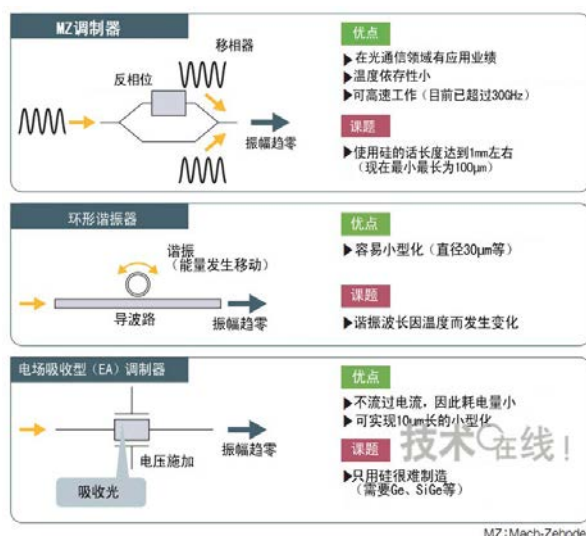 MZ调制器
移相器
反相位
振幅趋零
优点
▶在光通信领域有应用业绩
▶温度依存性小
▶可高速工作（目前已超过30GHz）
课题
▶使用硅的话长度达到1mm左右
（现在最小最长为100μm）
环形谐振器
谐振
（能量发生移动）
导波路
振幅趋零
优点
▶容易小型化（直径30μm等）
课题
▶谐振波长因温度而发生变化
电场吸收型（EA）调制器
振幅趋零
电压施加
吸收光
优点
▶不流过电流，因此耗电量小
▶可实现10μm长的小型化
技术在线！
课题
▶只用硅很难制造
（需要Ge、SiGe等）
MZ:Mach-Zehnde